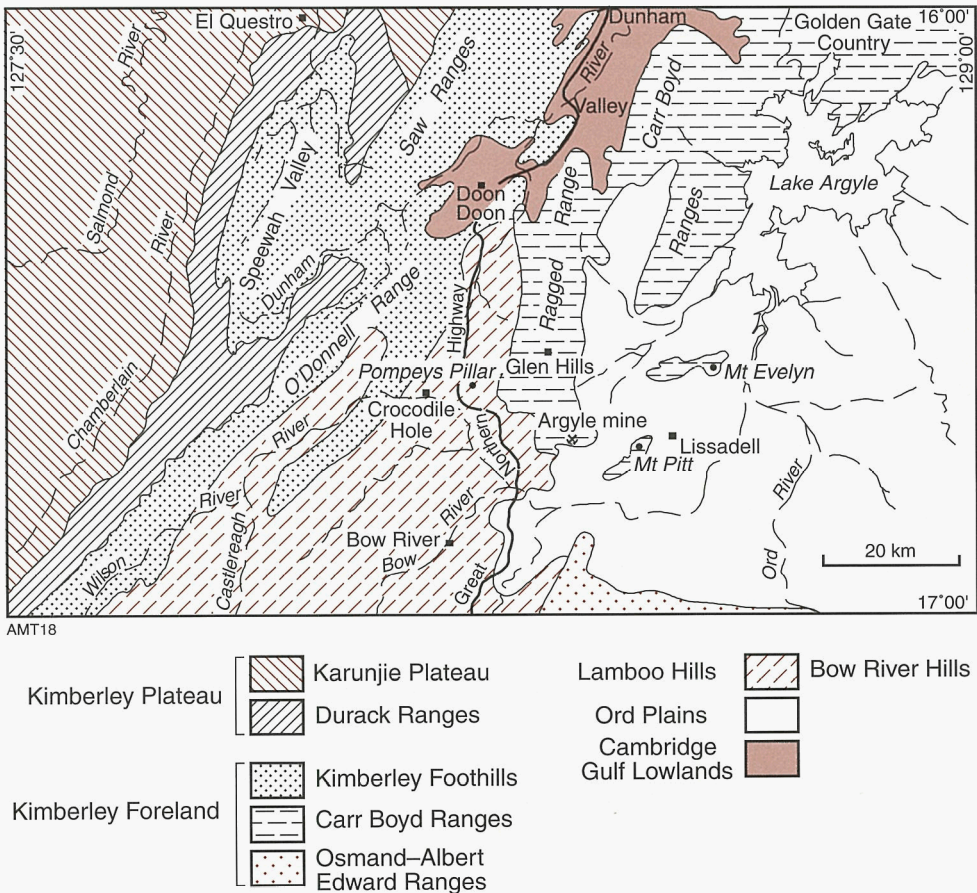 El Questro
Dunham
16°00'
127°30'
River
Golden Gate
Country
129°00'
River
Ranges
Saw
Valley
Carr Boyd
Ranges
Lake Argyle
Salmond
River
Speewah Valley
Doon
Doon
Range
Ragged
Dunham
Range
O'Donnell
River
Highway
Northern
Great
Pompeys Pillar
Glen Hills
Mt Evelyn
Chamberlain
River
Crocodile
Hole
Argyle mine
Lissadell
Mt Pitt
River
Ord
Wilson
River
Castlereagh
Bow River
Bow
River
20 km
17°00'
AMT18
Kimberley Plateau
Karunjie Plateau
Durack Ranges
Kimberley Foreland
Kimberley Foothills
Carr Boyd Ranges
Osmand–Albert
Edward Ranges
Lamboo Hills
Bow River Hills
Ord Plains
Cambridge
Gulf Lowlands